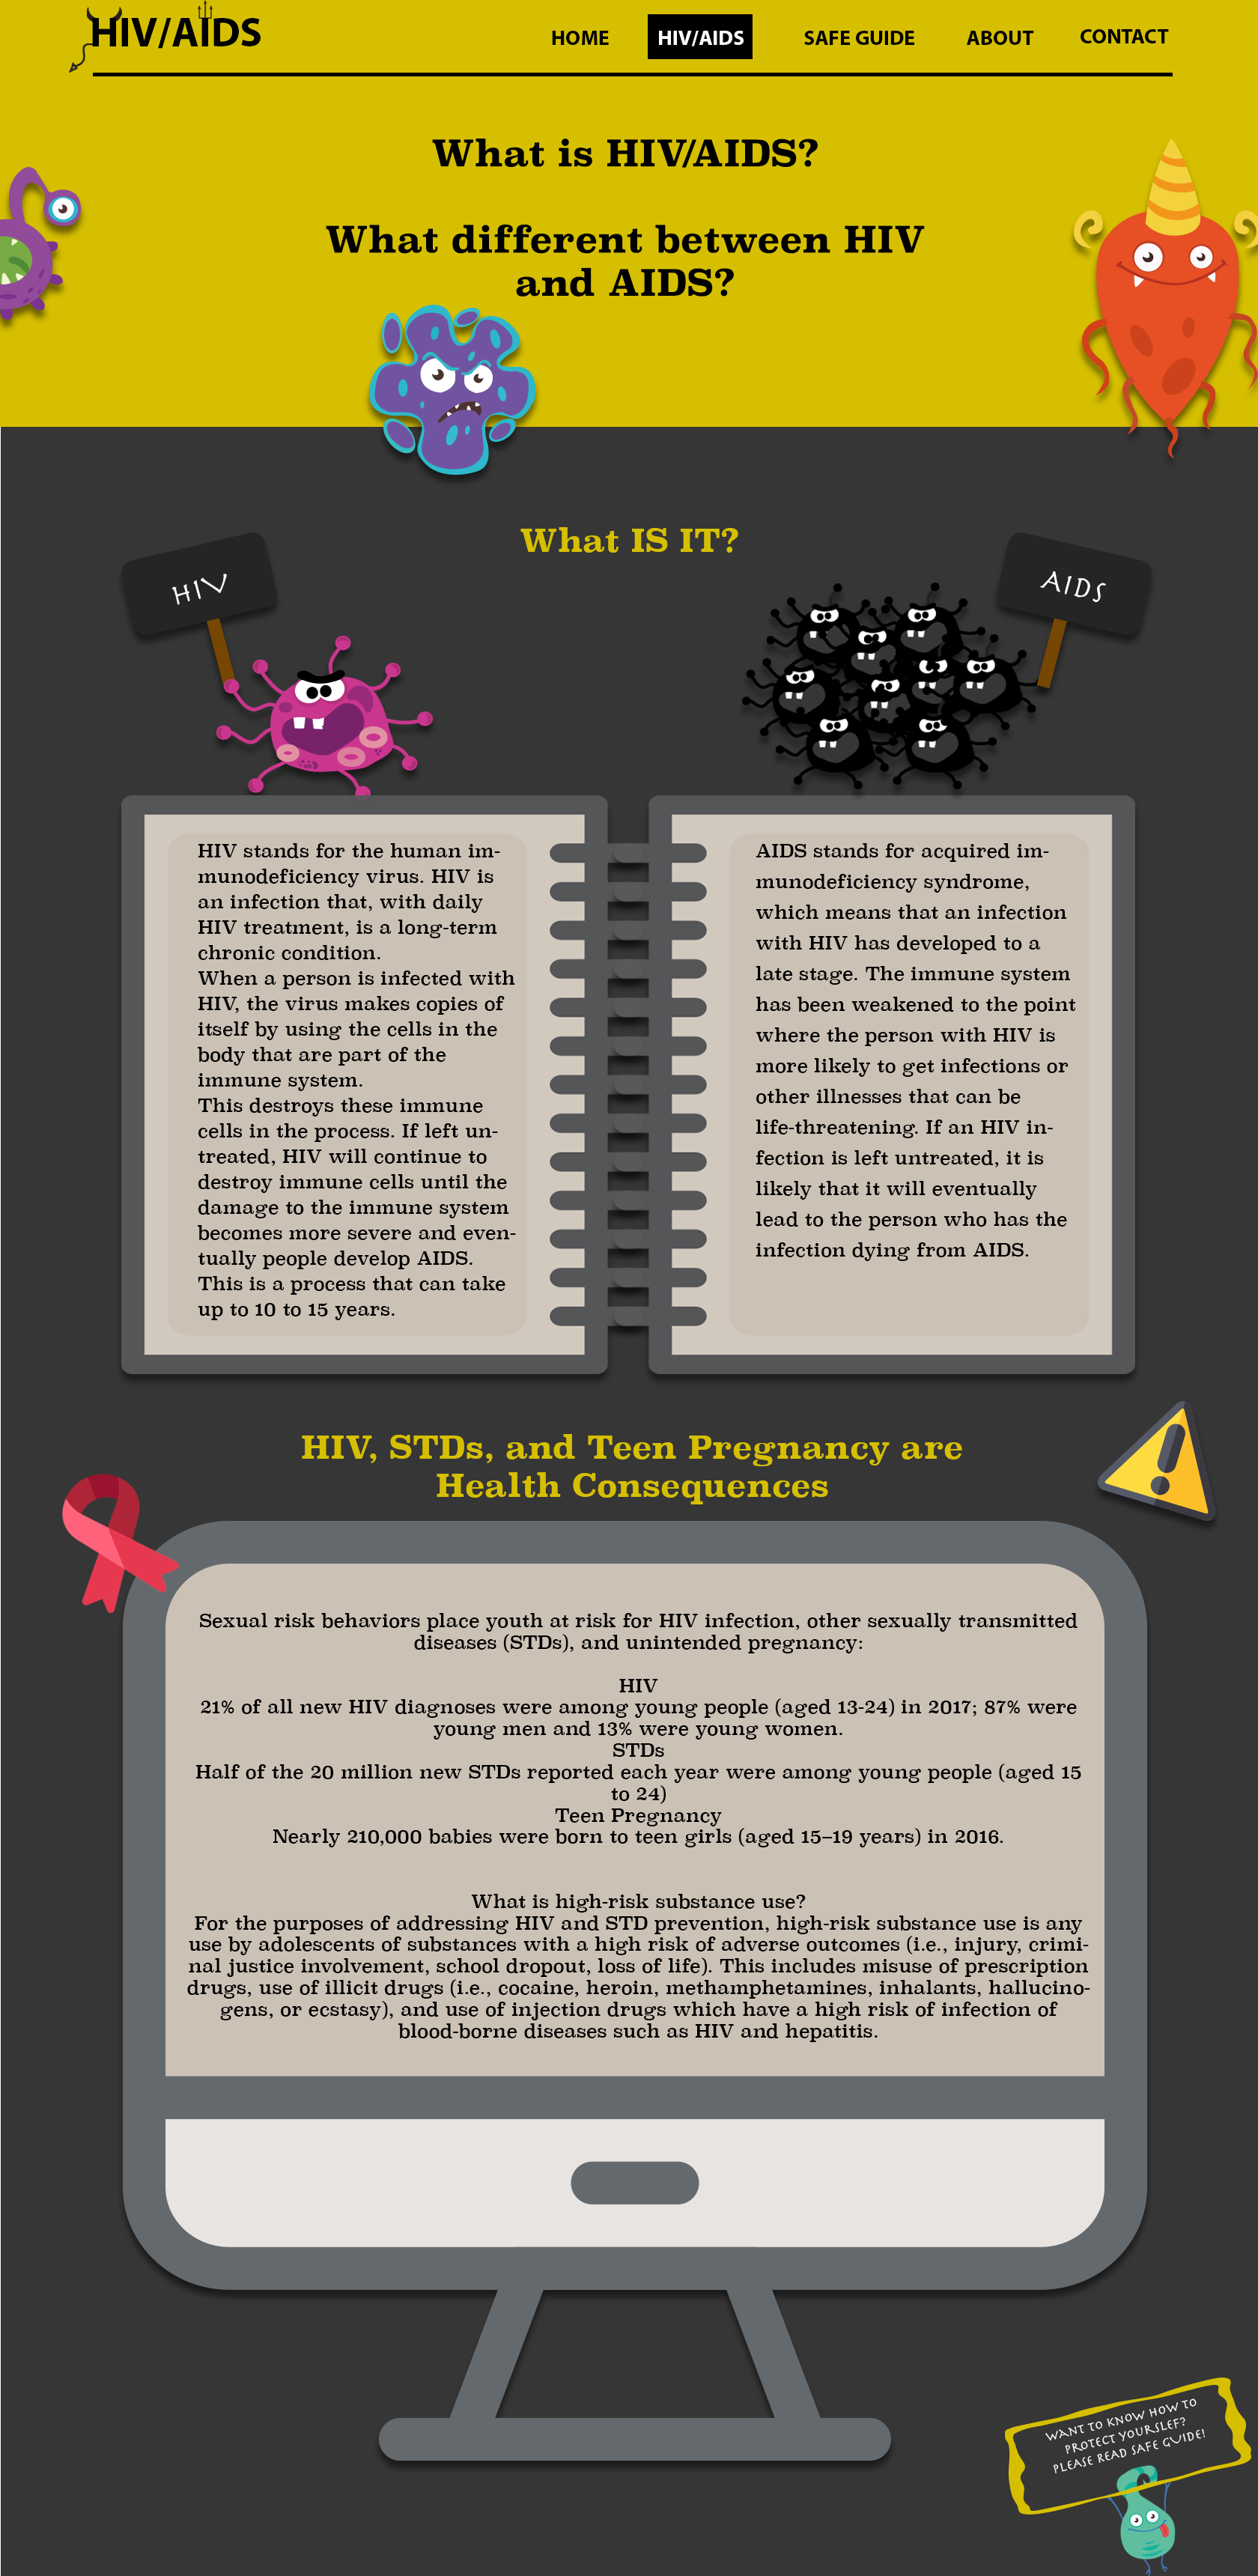 HIV/AIDS
HOME HIV/AIDS SAFE GUIDE ABOUT CONTACT
What is HIV/AIDS?
What different between HIV
and AIDS?
What IS IT?
HIV
AIDS
HIV stands for the human im-
munodeficiency virus. HIV is
an infection that, with daily
HIV treatment, is a long-term
chronic condition.
When a person is infected with
HIV, the virus makes copies of
itself by using the cells in the
body that are part of the
immune system.
This destroys these immune
cells in the process. If left un-
treated, HIV will continue to
destroy immune cells until the
damage to the immune system
becomes more severe and even-
tually people develop AIDS.
This is a process that can take
up to 10 to 15 years.
AIDS stands for acquired im-
munodeficiency syndrome,
which means that an infection
with HIV has developed to a
late stage. The immune system
has been weakened to the point
where the person with HIV is
more likely to get infections or
other illnesses that can be
life-threatening. If an HIV in-
fection is left untreated, it is
likely that it will eventually
lead to the person who has the
infection dying from AIDS.
HIV, STDs, and Teen Pregnancy are
Health Consequences
Sexual risk behaviors place youth at risk for HIV infection, other sexually transmitted
diseases (STDs), and unintended pregnancy:
HIV
21% of all new HIV diagnoses were among young people (aged 13-24) in 2017; 87% were
young men and 13% were young women.
STDs
Half of the 20 million new STDs reported each year were among young people (aged 15
to 24)
Teen Pregnancy
Nearly 210,000 babies were born to teen girls (aged 15–19 years) in 2016.
What is high-risk substance use?
For the purposes of addressing HIV and STD prevention, high-risk substance use is any
use by adolescents of substances with a high risk of adverse outcomes (i.e., injury, crimi-
nal justice involvement, school dropout, loss of life). This includes misuse of prescription
drugs, use of illicit drugs (i.e., cocaine, heroin, methamphetamines, inhalants, hallucino-
gens, or ecstasy), and use of injection drugs which have a high risk of infection of
blood-borne diseases such as HIV and hepatitis.
WANT TO KNOW HOW TO
PROTECT YOURSLEF?
PLEASE READ SAFE GUIDE!